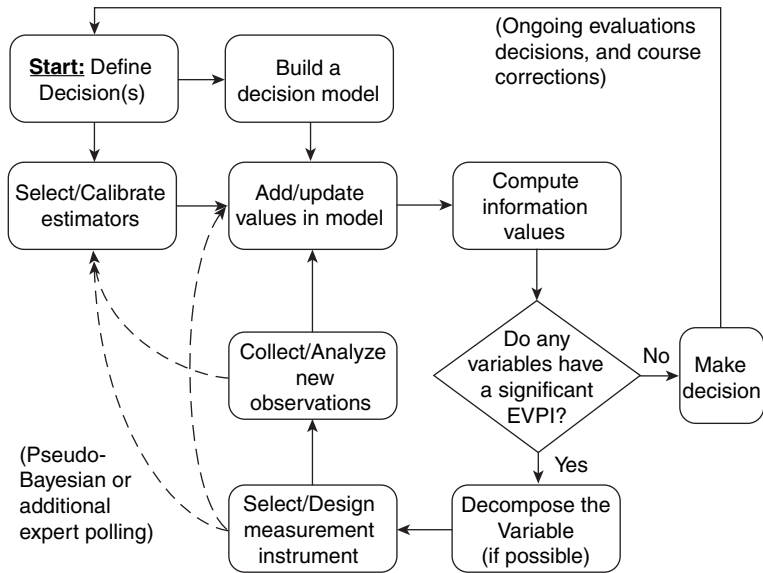 Start: Define
Decision(s)
Build a
decision model
(Ongoing evaluations
decisions, and course
corrections)
Select/Calibrate
estimators
Add/update
values in model
Compute
information
values
Collect/Analyze
new
observations
Do any
variables have
a significant
EVPI?
No
Make
decision
Yes
(Pseudo-
Bayesian or
additional
expert polling)
Select/Design
measurement
instrument
Decompose the
Variable
(if possible)